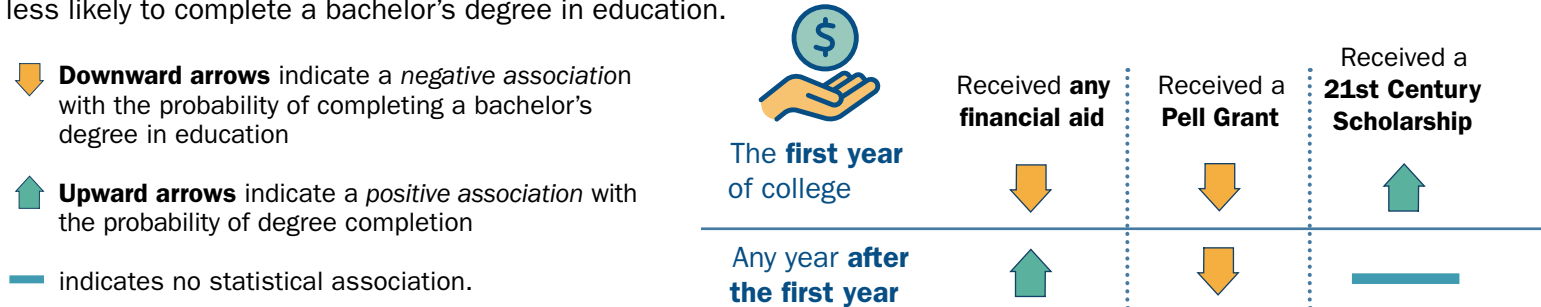 less likely to complete a bachelor's degree in education.
Downward arrows indicate a negative association
with the probability of completing a bachelor's
degree in education
Upward arrows indicate a positive association with
the probability of degree completion
indicates no statistical association.
$
Received any
financial aid
Received a
Pell Grant
Received a
21st Century
Scholarship
The first year
of college
Any year after
the first year